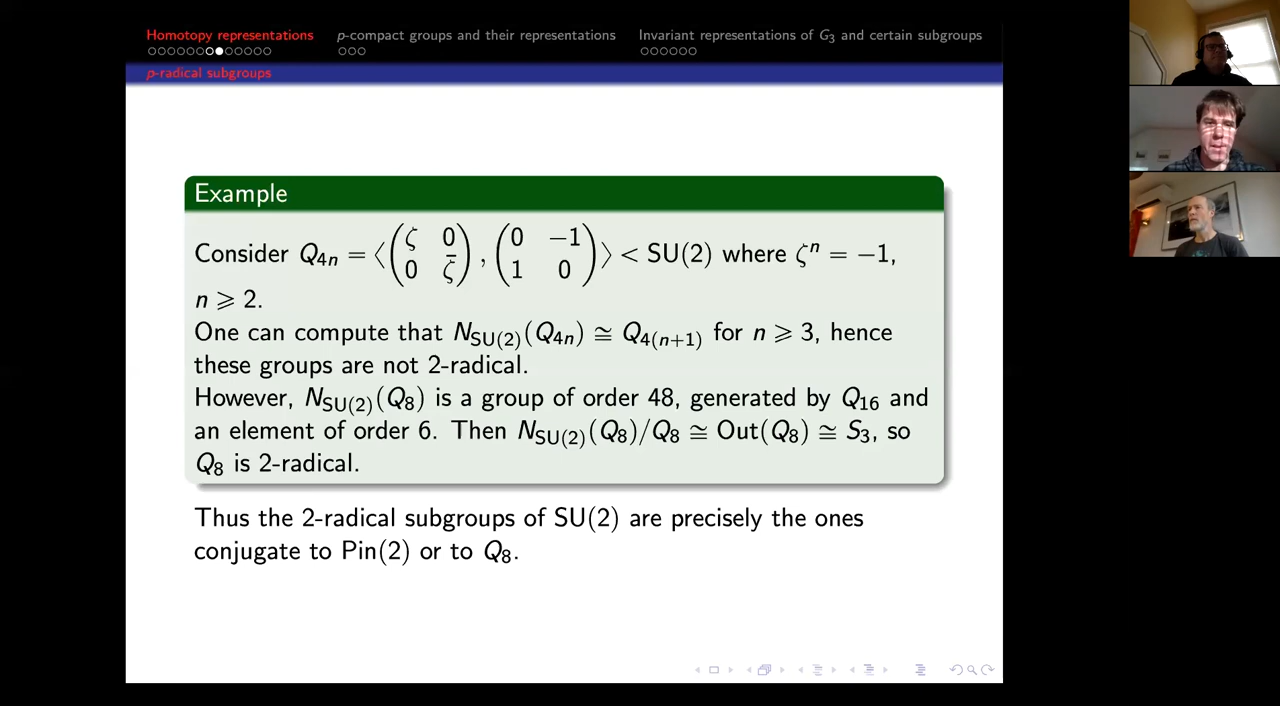 Homotopy representations
p-compact groups and their representations
Invariant representations of G₃ and certain subgroups
p-radical subgroups
Example
Consider Q₄ₙ = ⟨(ζ 0 0 ζ̄), (0 −1 1 0)⟩ < SU(2) where ζⁿ = −1,
n ⩾ 2.
One can compute that N_SU(2)(Q₄ₙ) ≅ Q₄₍ₙ₊₁₎ for n ⩾ 3, hence
these groups are not 2-radical.
However, N_SU(2)(Q₈) is a group of order 48, generated by Q₁₆ and
an element of order 6. Then N_SU(2)(Q₈)/Q₈ ≅ Out(Q₈) ≅ S₃, so
Q₈ is 2-radical.
Thus the 2-radical subgroups of SU(2) are precisely the ones
conjugate to Pin(2) or to Q₈.